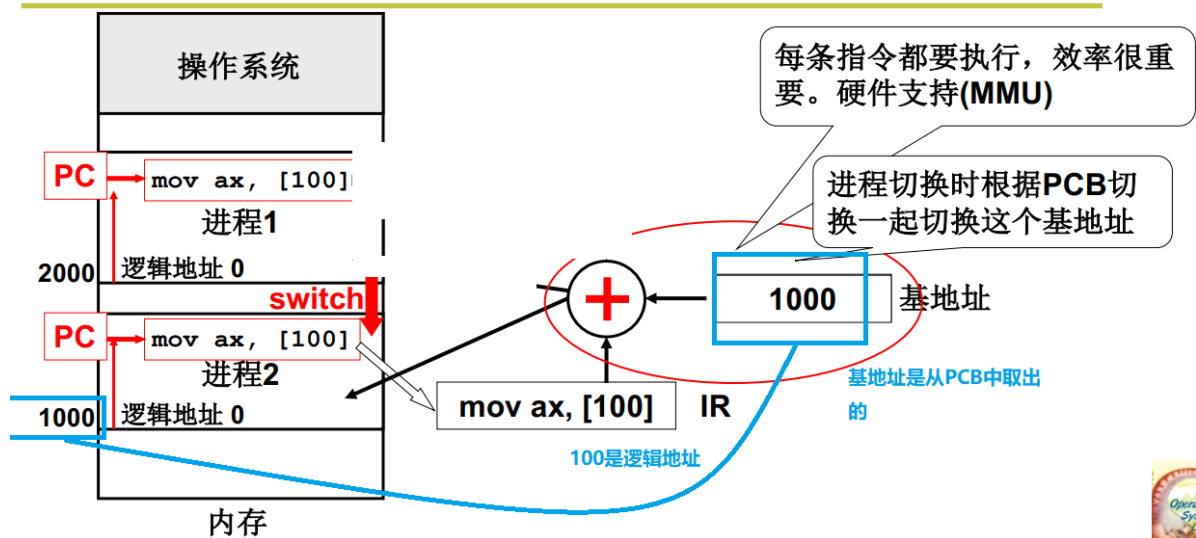 操作系统
每条指令都要执行，效率很重
要。硬件支持(MMU)
PC
mov ax, [100]
进程1
进程切换时根据PCB切
换一起切换这个基地址
2000
逻辑地址 0
switch
1000
基地址
PC
mov ax, [100]
进程2
mov ax, [100]
IR
基地址是从PCB中取出
的
1000
逻辑地址 0
100是逻辑地址
内存
Opera
Sys